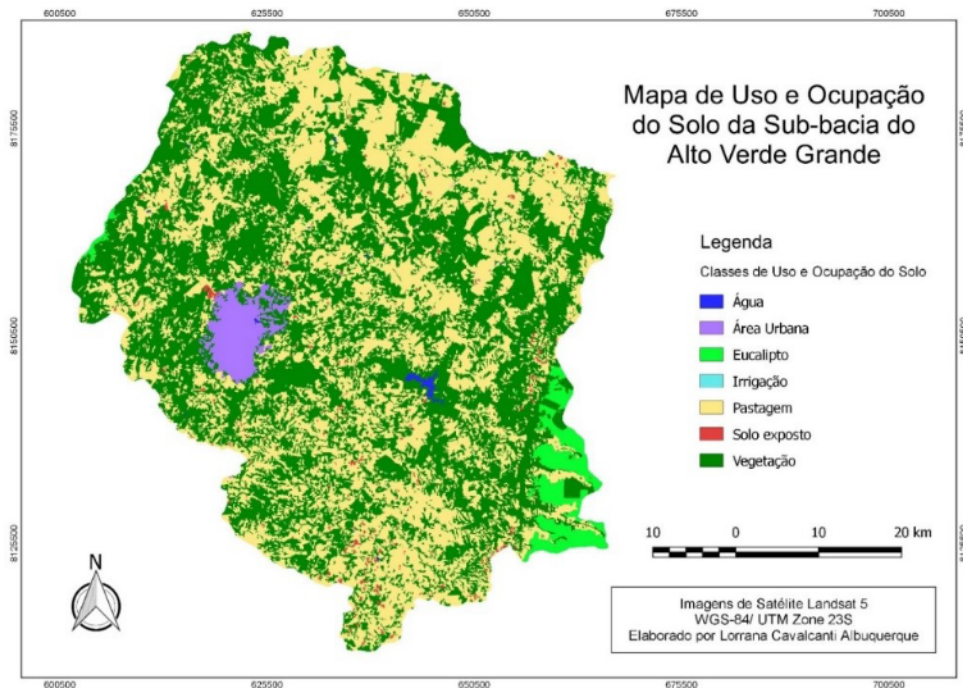 600500 625500 650500 675500 700500
8175500
8175500
Mapa de Uso e Ocupação
do Solo da Sub-bacia do
Alto Verde Grande
Legenda
Classes de Uso e Ocupação do Solo
Água
Área Urbana
Eucalipto
Irrigação
Pastagem
Solo exposto
Vegetação
8150500
8150500
10 0 10 20 km
8125500
8125500
N
Imagens de Satélite Landsat 5
WGS-84/ UTM Zone 23S
Elaborado por Lorrana Cavalcanti Albuquerque
600500 625500 650500 675500 700500